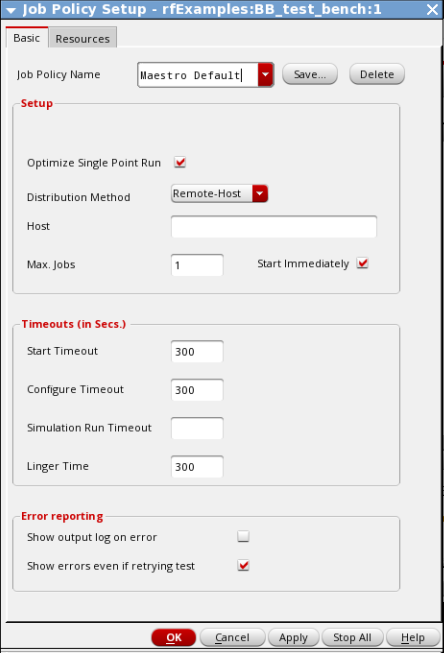 Job Policy Setup - rfExamples:BB_test_bench:1
Basic Resources
Job Policy Name Maestro Default Save... Delete
Setup
Optimize Single Point Run
Distribution Method Remote-Host
Host
Max. Jobs 1 Start Immediately
Timeouts (in Secs.)
Start Timeout 300
Configure Timeout 300
Simulation Run Timeout
Linger Time 300
Error reporting
Show output log on error
Show errors even if retrying test
OK Cancel Apply Stop All Help